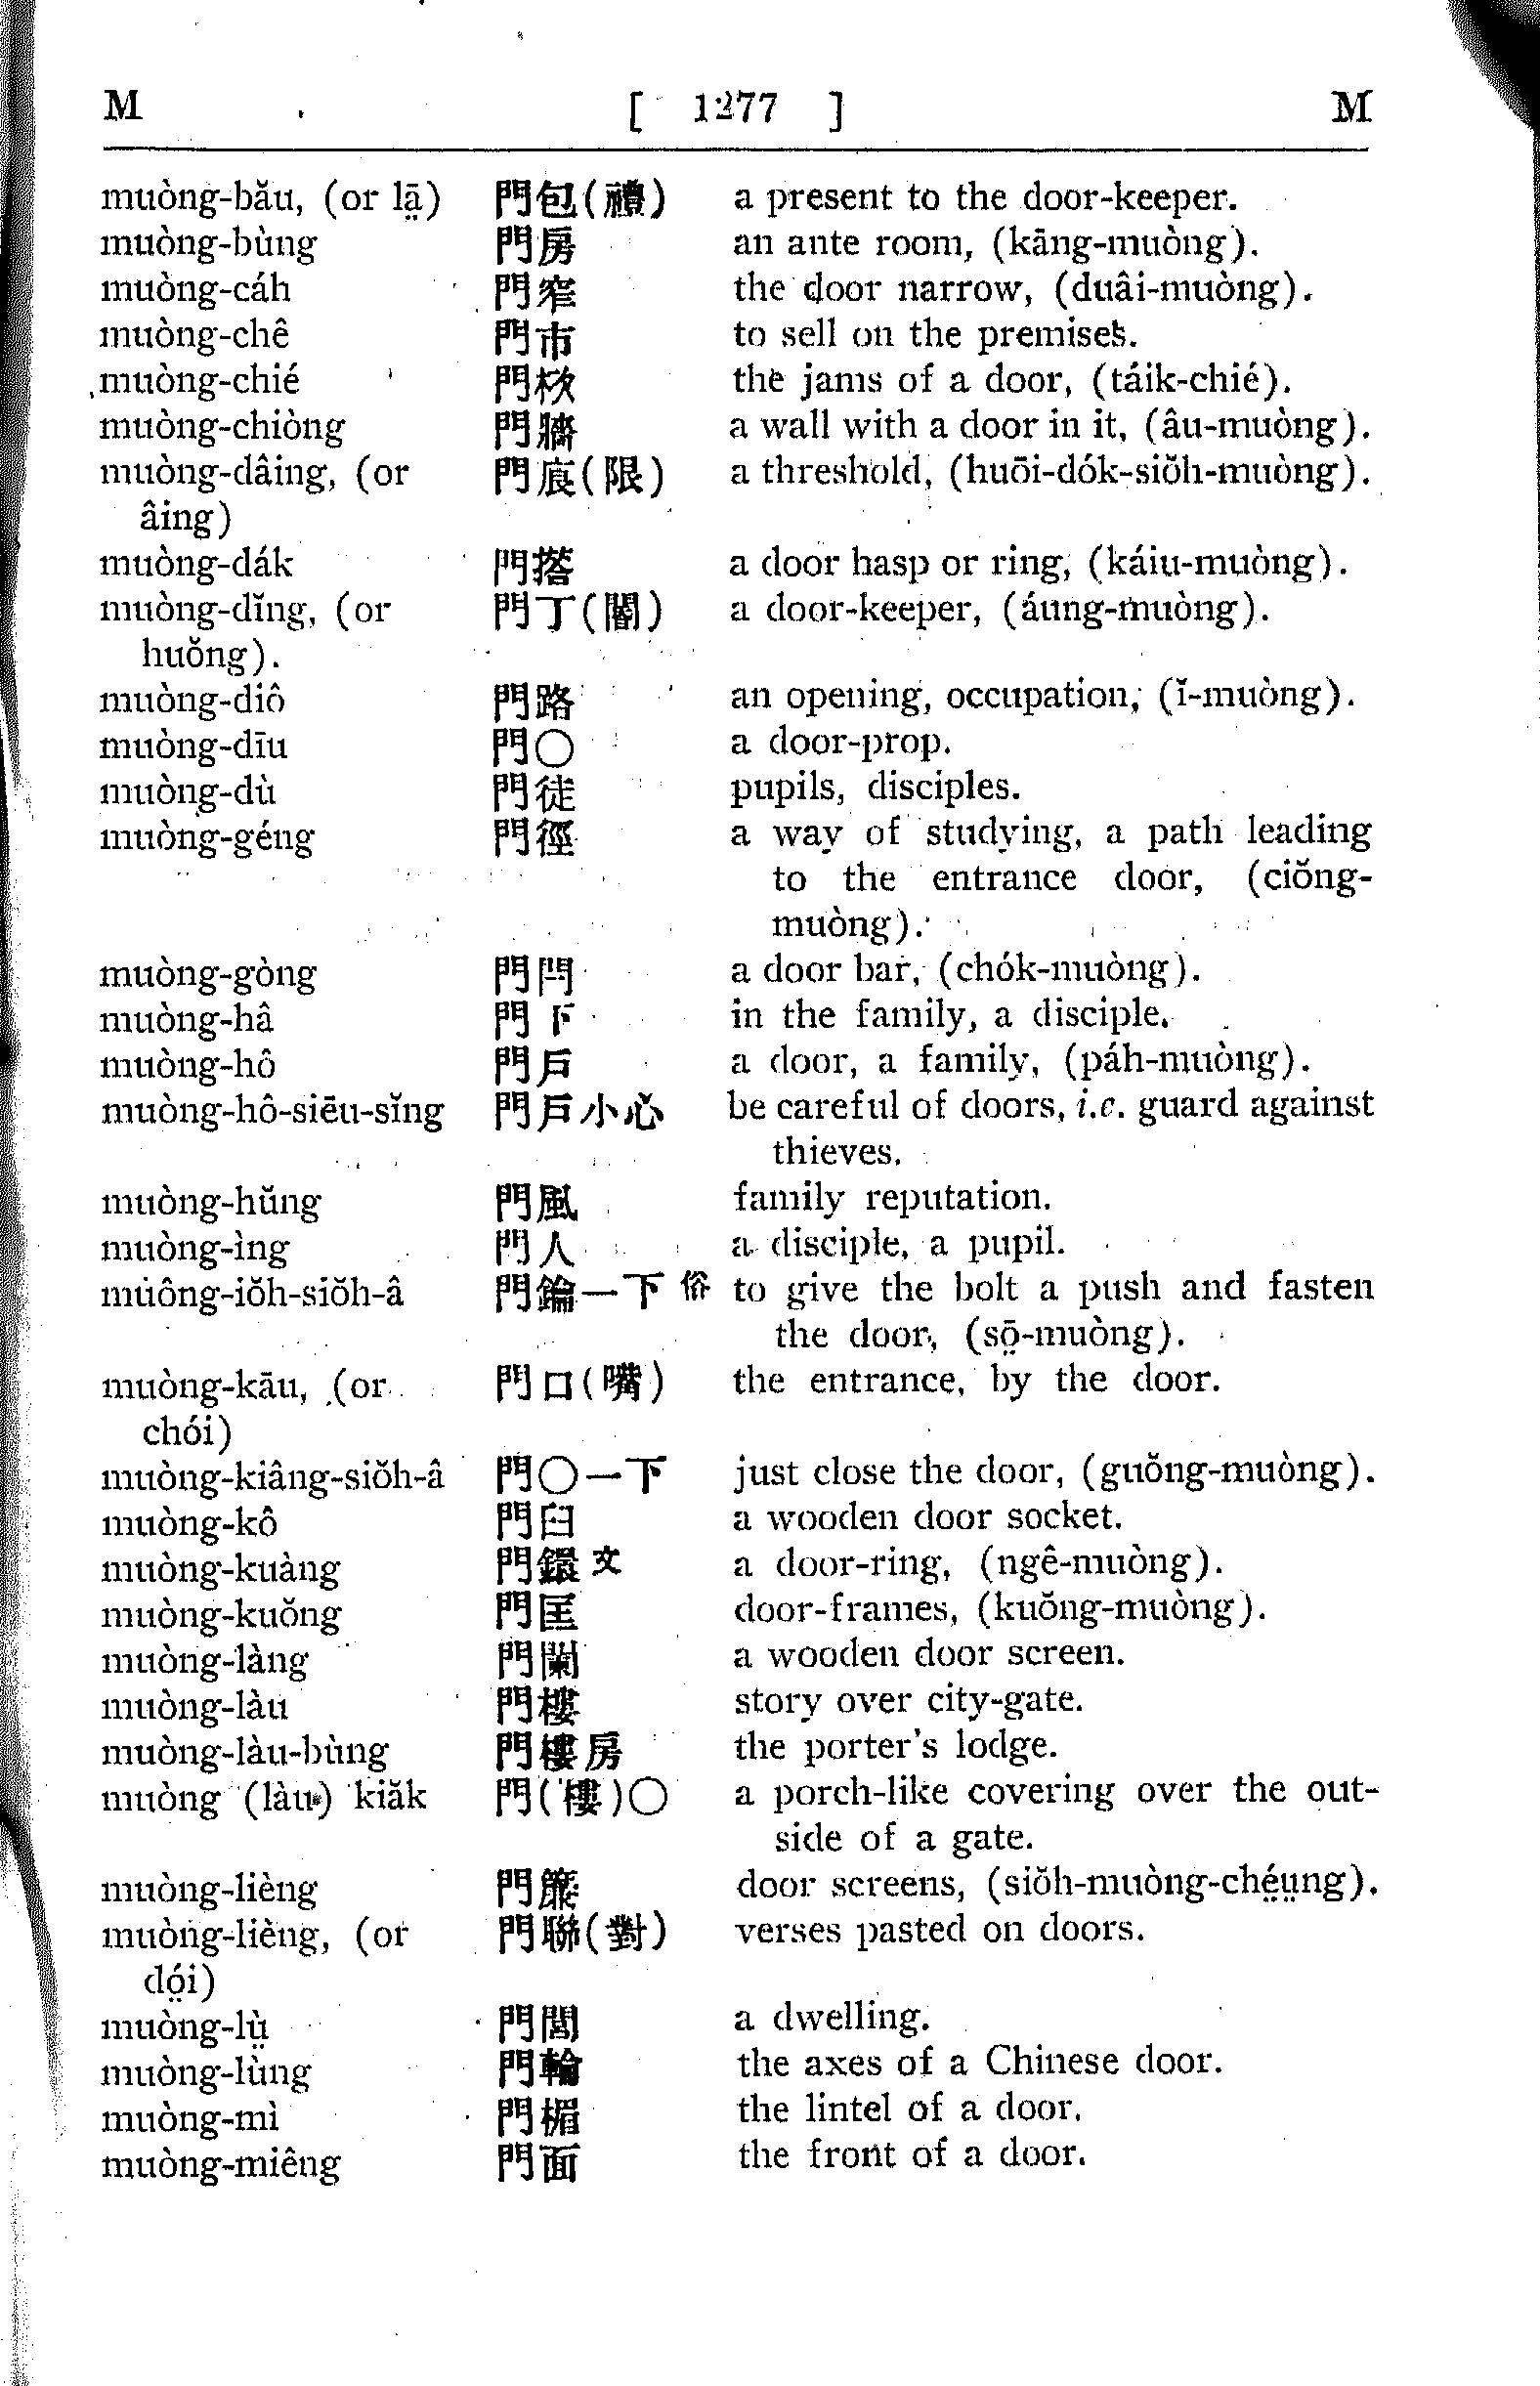 M [ 1277 ] M
muòng-bău, (or lā̤) 門包(禮) a present to the door-keeper.
muòng-bùng 門房 an ante room, (kāng-muòng).
muòng-cáh 門窄 the door narrow, (duâi-muòng).
muòng-chê 門市 to sell on the premises.
muòng-chié 門 the jams of a door, (táik-chié).
muòng-chiòng 門牆 a wall with a door in it, (âu-muòng).
muòng-dâing, (or 門(限) a threshold, (huōi-dók-siŏh-muòng).
âing)
muòng-dák 門搭 a door hasp or ring, (káiu-muòng).
muòng-dĭng, (or 門丁(閽) a door-keeper, (áung-muòng).
huŏng).
muòng-diô 門路 an opening, occupation, (ĭ-muòng).
muòng-dīu 門〇 a door-prop.
muòng-dù 門徒 pupils, disciples.
muòng-géng 門徑 a way of studying, a path leading
to the entrance door, (ciŏng-
muòng).
muòng-gòng 門閂 a door bar, (chók-muòng).
muòng-hâ 門下 in the family, a disciple.
muòng-hô 門戶 a door, a family, (páh-muòng).
muòng-hô-siēu-sĭng 門戶小心 be careful of doors, i.e. guard against
thieves.
muòng-hŭng 門風 family reputation.
muòng-ìng 門人 a disciple, a pupil.
muông-iŏh-siŏh-â 門鑰一下 俗 to give the bolt a push and fasten
the door, (sō̤-muòng).
muòng-kāu, (or 門口(嘴) the entrance, by the door.
chói)
muòng-kiâng-siŏh-â 門〇一下 just close the door, (guŏng-muòng).
muòng-kô 門臼 a wooden door socket.
muòng-kuàng 門鐶 文 a door-ring, (ngê-muòng).
muòng-kuŏng 門匡 door-frames, (kuŏng-muòng).
muòng-làng 門闌 a wooden door screen.
muòng-làu 門樓 story over city-gate.
muòng-làu-bùng 門樓房 the porter's lodge.
muòng (làu) kiăk 門(樓)〇 a porch-like covering over the out-
side of a gate.
muòng-lièng 門簾 door screens, (siŏh-muòng-ché̤ṳng).
muòng-lièng, (or 門聯(對) verses pasted on doors.
dó̤i)
muòng-lṳ̀ 門閭 a dwelling.
muòng-lùng 門輪 the axes of a Chinese door.
muòng-mì 門楣 the lintel of a door.
muòng-miêng 門面 the front of a door.